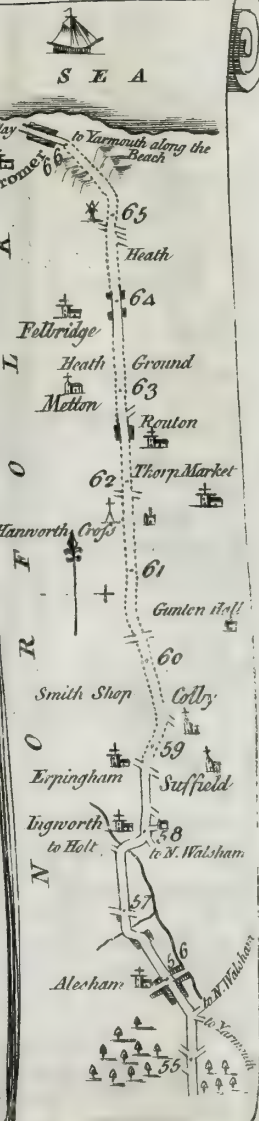 SEA
to Yarmouth along the
Beach
Cromer
66
65
Heath
64
Felbridge
Heath Ground
63
Metton
Routon
62
Thorp Market
Hanworth Cross
61
Gunton Hall
60
Smith Shop
Colby
59
Erpingham
Suffield
Ingworth
58
to Holt
to N. Walsham
57
56
Alesham
to N. Walsham
to Yarmouth
55
NORFOL